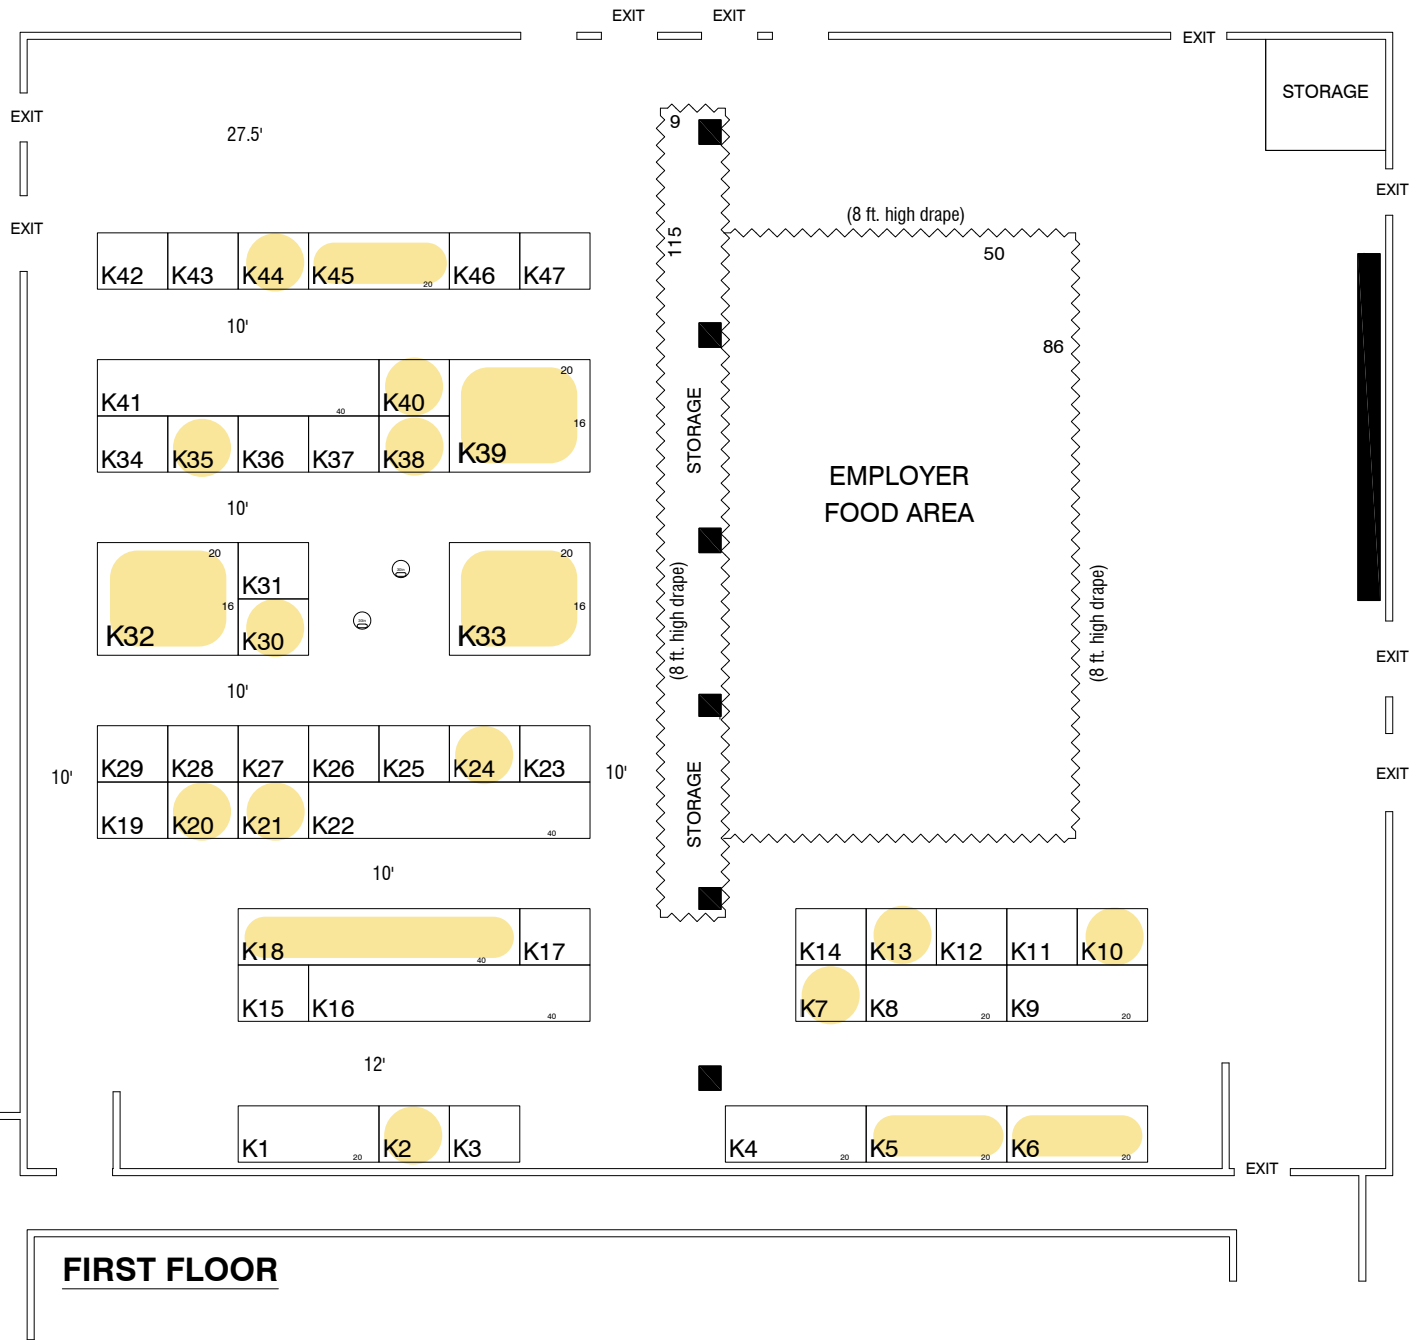 EXIT
EXIT
EXIT
STORAGE
EXIT
9
27.5'
EXIT
(8 ft. high drape)
EXIT
115
50
K42
K43
K44
K45
20
K46
K47
10'
86
K41
40
K40
20
16
K39
K34
K35
K36
K37
K38
STORAGE
EMPLOYER
FOOD AREA
10'
20
16
K32
K31
K30
20
16
K33
(8 ft. high drape)
(8 ft. high drape)
EXIT
10'
K29
K28
K27
K26
K25
K24
K23
10'
10'
EXIT
K19
K20
K21
K22
40
STORAGE
10'
K18
40
K17
K14
K13
K12
K11
K10
K15
K16
40
K7
K8
20
K9
20
12'
K1
20
K2
K3
K4
20
K5
20
K6
20
EXIT
FIRST FLOOR